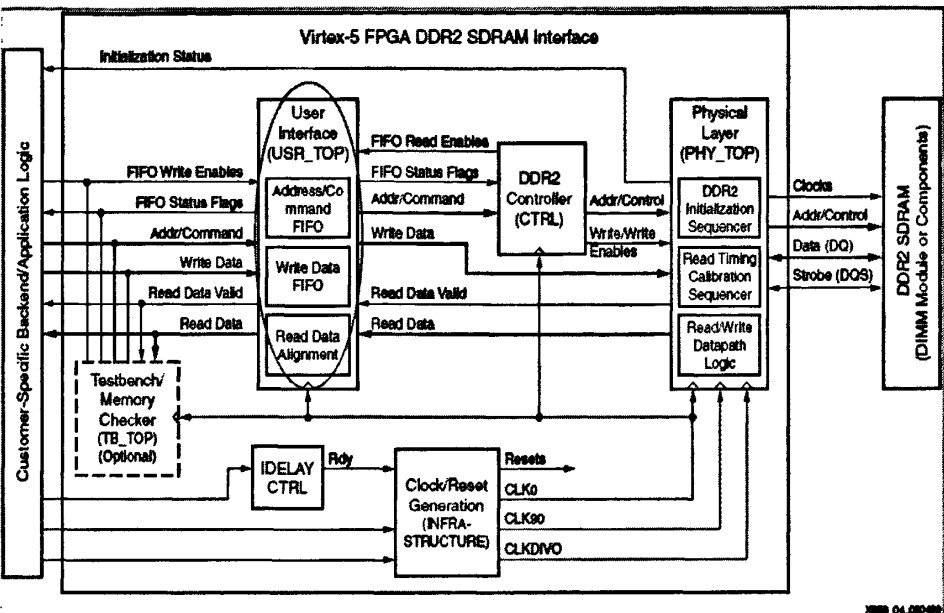 Virtex-5 FPGA DDR2 SDRAM Interface
Initialization Status
Customer-Specific Backend/Application Logic
User
Interface
(USR_TOP)
Address/Co
mmand
FIFO
Write Data
FIFO
Read Data
Alignment
FIFO Write Enables
FIFO Status Flags
Addr/Command
Write Data
Read Data Valid
Read Data
FIFO Read Enables
FIFO Status Flags
Addr/Command
Write Data
Read Data Valid
Read Data
DDR2
Controller
(CTRL)
Addr/Control
Write/Write
Enables
Physical
Layer
(PHY_TOP)
DDR2
Initialization
Sequencer
Read Timing
Calibration
Sequencer
Read/Write
Datapath
Logic
Clocks
Addr/Control
Data (DQ)
Strobe (DQS)
DDR2 SDRAM
(DIMM Module or Components)
Testbench/
Memory
Checker
(TB_TOP)
(Optional)
IDELAY
CTRL
Rdy
Clock/Reset
Generation
(INFRA-
STRUCTURE)
Resets
CLK0
CLK90
CLKDIVO